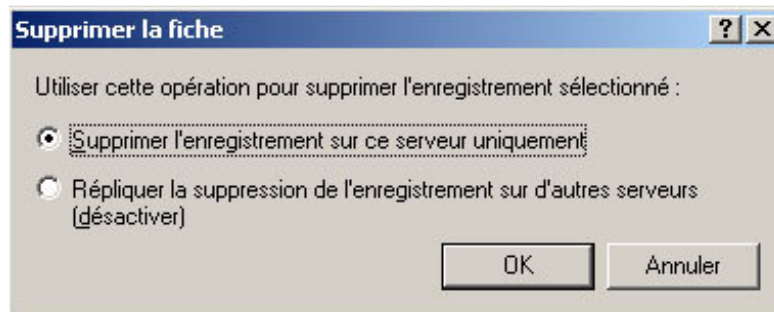 Supprimer la fiche
Utiliser cette opération pour supprimer l'enregistrement sélectionné :
Supprimer l'enregistrement sur ce serveur uniquement
Répliquer la suppression de l'enregistrement sur d'autres serveurs
(désactiver)
OK Annuler